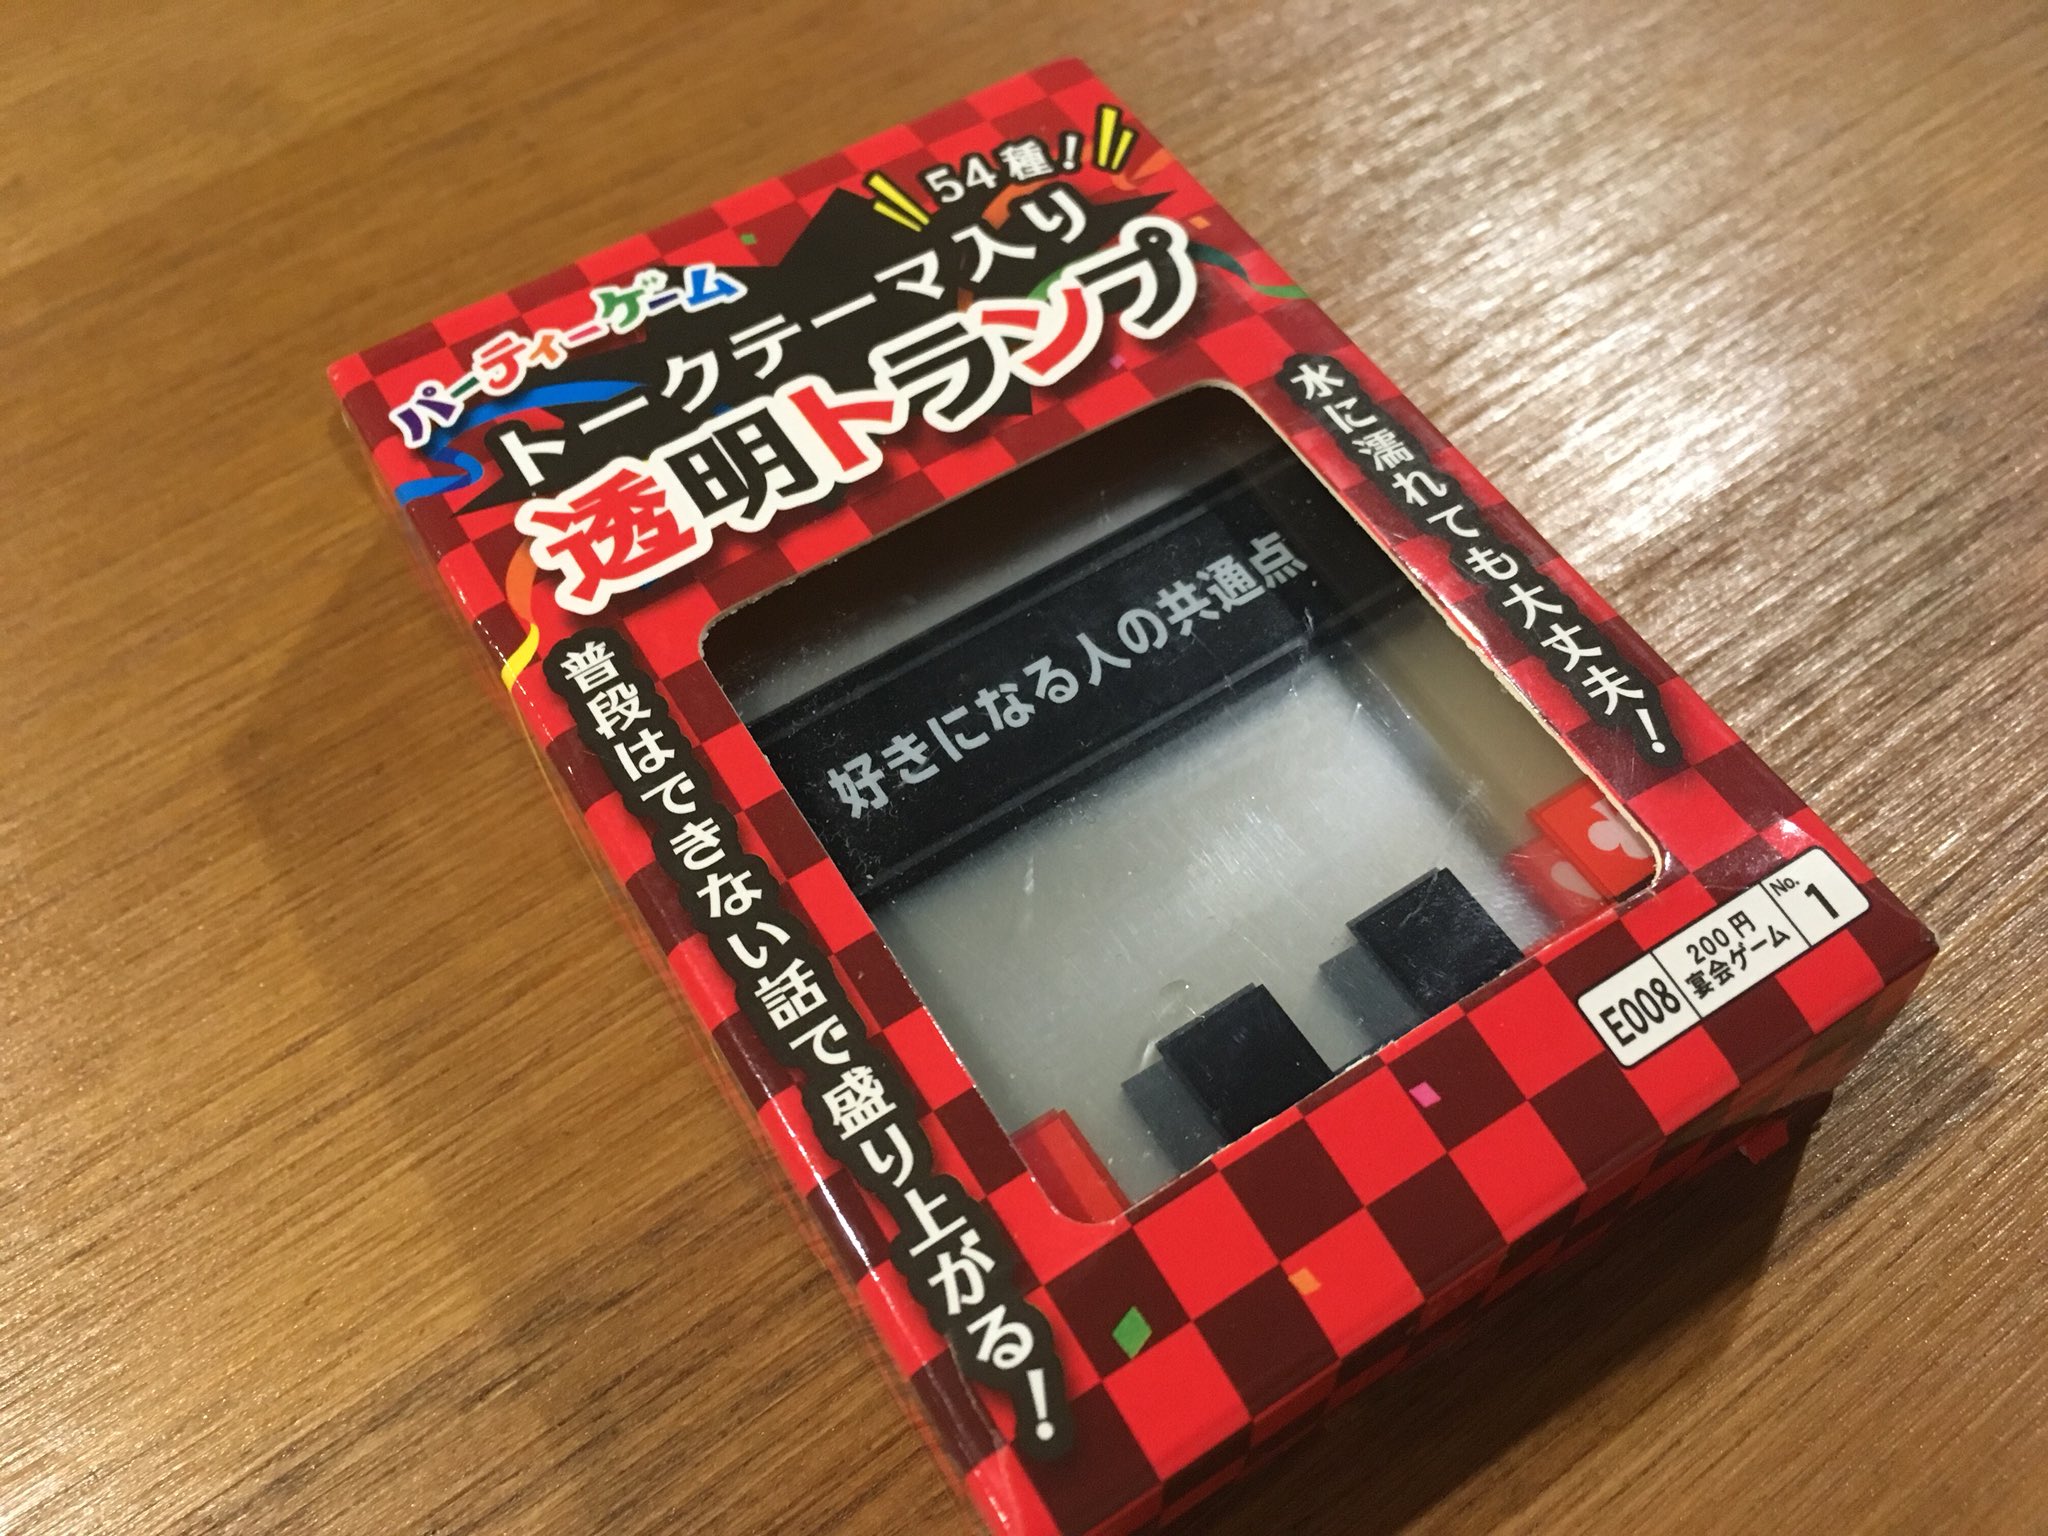 パーティーゲーム
54種!
トークテーマ入り
透明トランプ
水に濡れても大丈夫!
普段はできない話で盛り上がる!
好きになる人の共通点
E008
200円
宴会ゲーム
No.
1